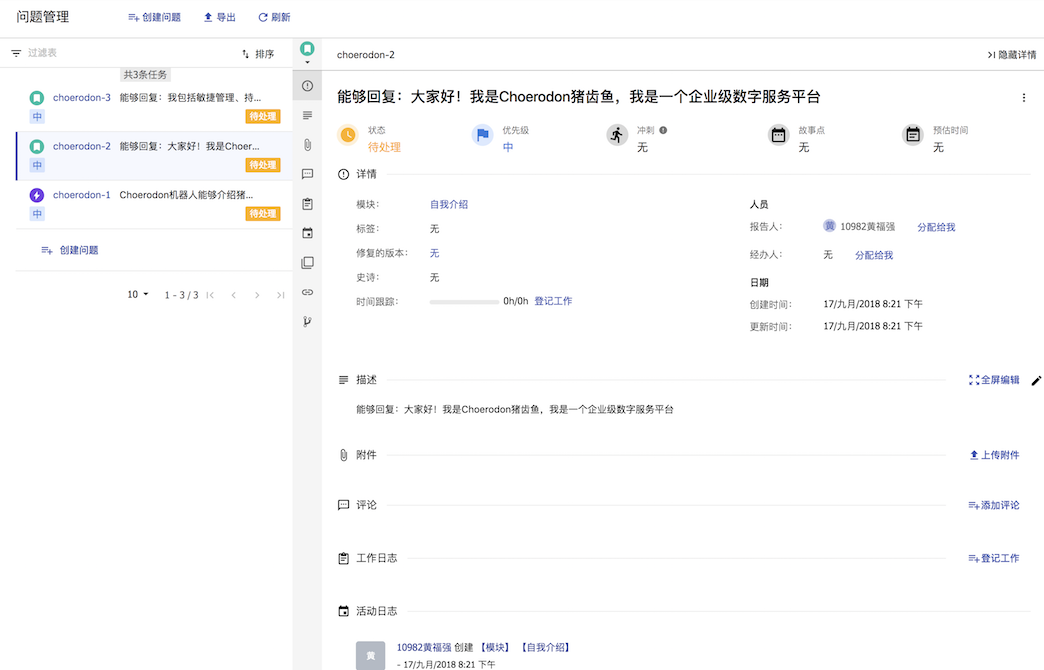 问题管理
创建问题
导出
刷新
过滤表
排序
共3条任务
choerodon-3 能够回复：我包括敏捷管理、持...
中
待处理
choerodon-2 能够回复：大家好！我是Choer...
中
待处理
choerodon-1 Choerodon机器人能够介绍猪...
中
待处理
创建问题
10
1 - 3 / 3
choerodon-2
隐藏详情
能够回复：大家好！我是Choerodon猪齿鱼，我是一个企业级数字服务平台
状态
待处理
优先级
中
冲刺
无
故事点
无
预估时间
无
详情
模块：
自我介绍
标签：
无
修复的版本：
无
史诗：
无
时间跟踪：
0h/0h 登记工作
人员
报告人：
黄 10982黄福强 分配给我
经办人：
无 分配给我
日期
创建时间：
17/九月/2018 8:21 下午
更新时间：
17/九月/2018 8:21 下午
描述
全屏编辑
能够回复：大家好！我是Choerodon猪齿鱼，我是一个企业级数字服务平台
附件
上传附件
评论
添加评论
工作日志
登记工作
活动日志
黄
10982黄福强 创建 【模块】 【自我介绍】
- 17/九月/2018 8:21 下午